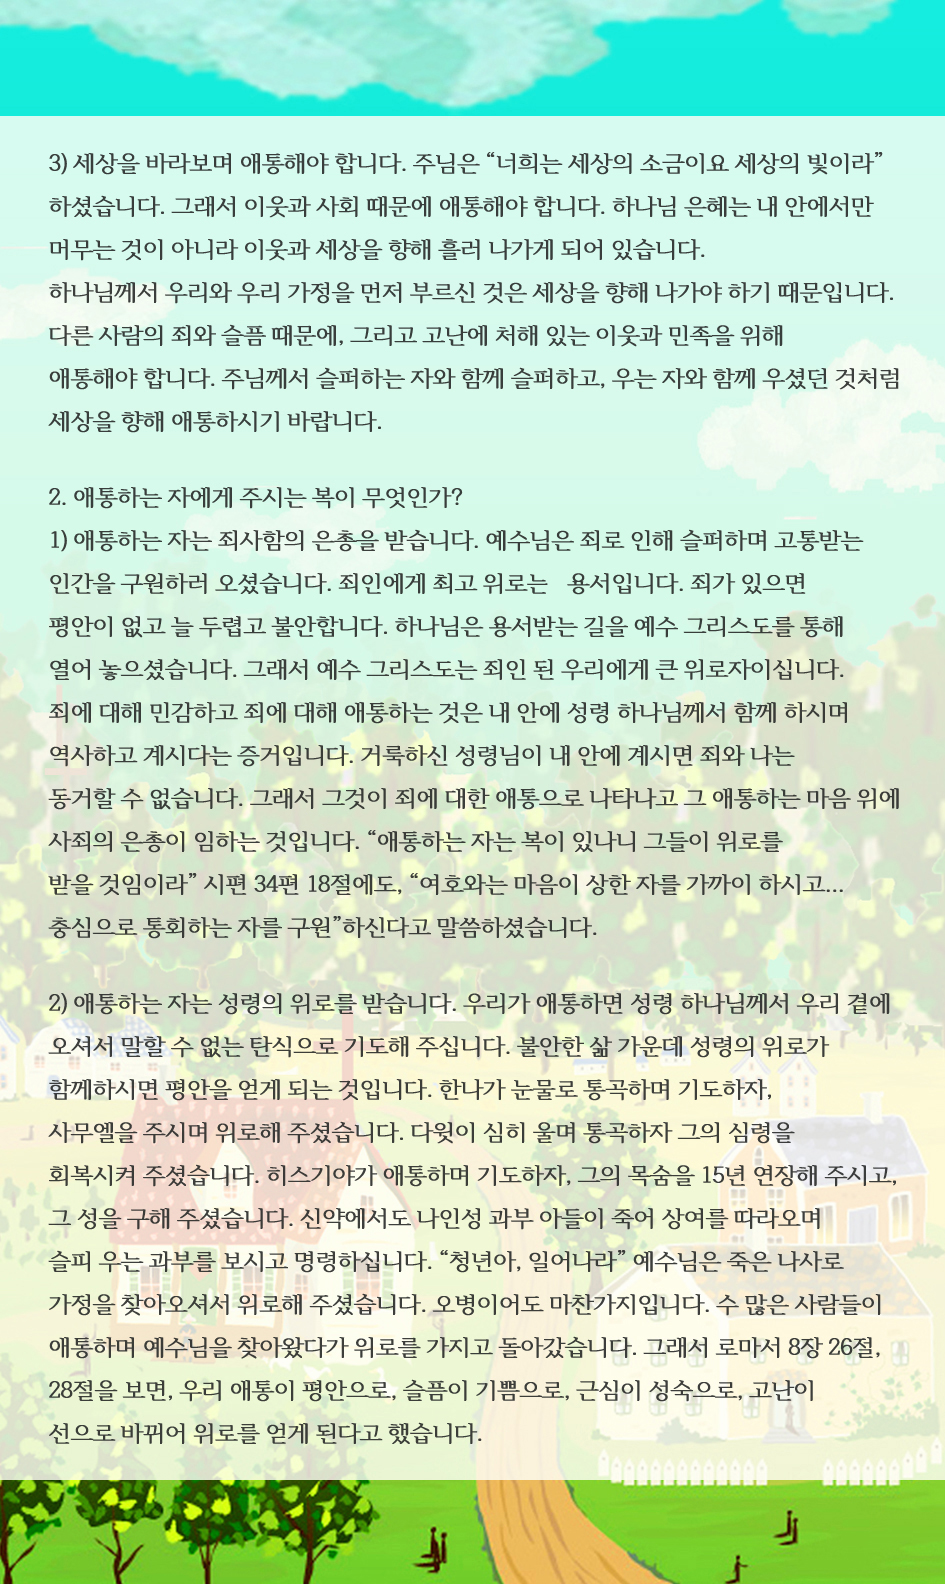 3) 세상을 바라보며 애통해야 합니다. 주님은 “너희는 세상의 소금이요 세상의 빛이라”
하셨습니다. 그래서 이웃과 사회 때문에 애통해야 합니다. 하나님 은혜는 내 안에서만
머무는 것이 아니라 이웃과 세상을 향해 흘러 나가게 되어 있습니다.
하나님께서 우리와 우리 가정을 먼저 부르신 것은 세상을 향해 나가야 하기 때문입니다.
다른 사람의 죄와 슬픔 때문에, 그리고 고난에 처해 있는 이웃과 민족을 위해
애통해야 합니다. 주님께서 슬퍼하는 자와 함께 슬퍼하고, 우는 자와 함께 우셨던 것처럼
세상을 향해 애통하시기 바랍니다.
2. 애통하는 자에게 주시는 복이 무엇인가?
1) 애통하는 자는 죄사함의 은총을 받습니다. 예수님은 죄로 인해 슬퍼하며 고통받는
인간을 구원하러 오셨습니다. 죄인에게 최고 위로는 용서입니다. 죄가 있으면
평안이 없고 늘 두렵고 불안합니다. 하나님은 용서받는 길을 예수 그리스도를 통해
열어 놓으셨습니다. 그래서 예수 그리스도는 죄인 된 우리에게 큰 위로자이십니다.
죄에 대해 민감하고 죄에 대해 애통하는 것은 내 안에 성령 하나님께서 함께 하시며
역사하고 계시다는 증거입니다. 거룩하신 성령님이 내 안에 계시면 죄와 나는
동거할 수 없습니다. 그래서 그것이 죄에 대한 애통으로 나타나고 그 애통하는 마음 위에
사죄의 은총이 임하는 것입니다. “애통하는 자는 복이 있나니 그들이 위로를
받을 것임이라” 시편 34편 18절에도, “여호와는 마음이 상한 자를 가까이 하시고...
충심으로 통회하는 자를 구원”하신다고 말씀하셨습니다.
2) 애통하는 자는 성령의 위로를 받습니다. 우리가 애통하면 성령 하나님께서 우리 곁에
오셔서 말할 수 없는 탄식으로 기도해 주십니다. 불안한 삶 가운데 성령의 위로가
함께하시면 평안을 얻게 되는 것입니다. 한나가 눈물로 통곡하며 기도하자,
사무엘을 주시며 위로해 주셨습니다. 다윗이 심히 울며 통곡하자 그의 심령을
회복시켜 주셨습니다. 히스기야가 애통하며 기도하자, 그의 목숨을 15년 연장해 주시고,
그 성을 구해 주셨습니다. 신약에서도 나인성 과부 아들이 죽어 상여를 따라오며
슬피 우는 과부를 보시고 명령하십니다. “청년아, 일어나라” 예수님은 죽은 나사로
가정을 찾아오셔서 위로해 주셨습니다. 오병이어도 마찬가지입니다. 수 많은 사람들이
애통하며 예수님을 찾아왔다가 위로를 가지고 돌아갔습니다. 그래서 로마서 8장 26절,
28절을 보면, 우리 애통이 평안으로, 슬픔이 기쁨으로, 근심이 성숙으로, 고난이
선으로 바뀌어 위로를 얻게 된다고 했습니다.